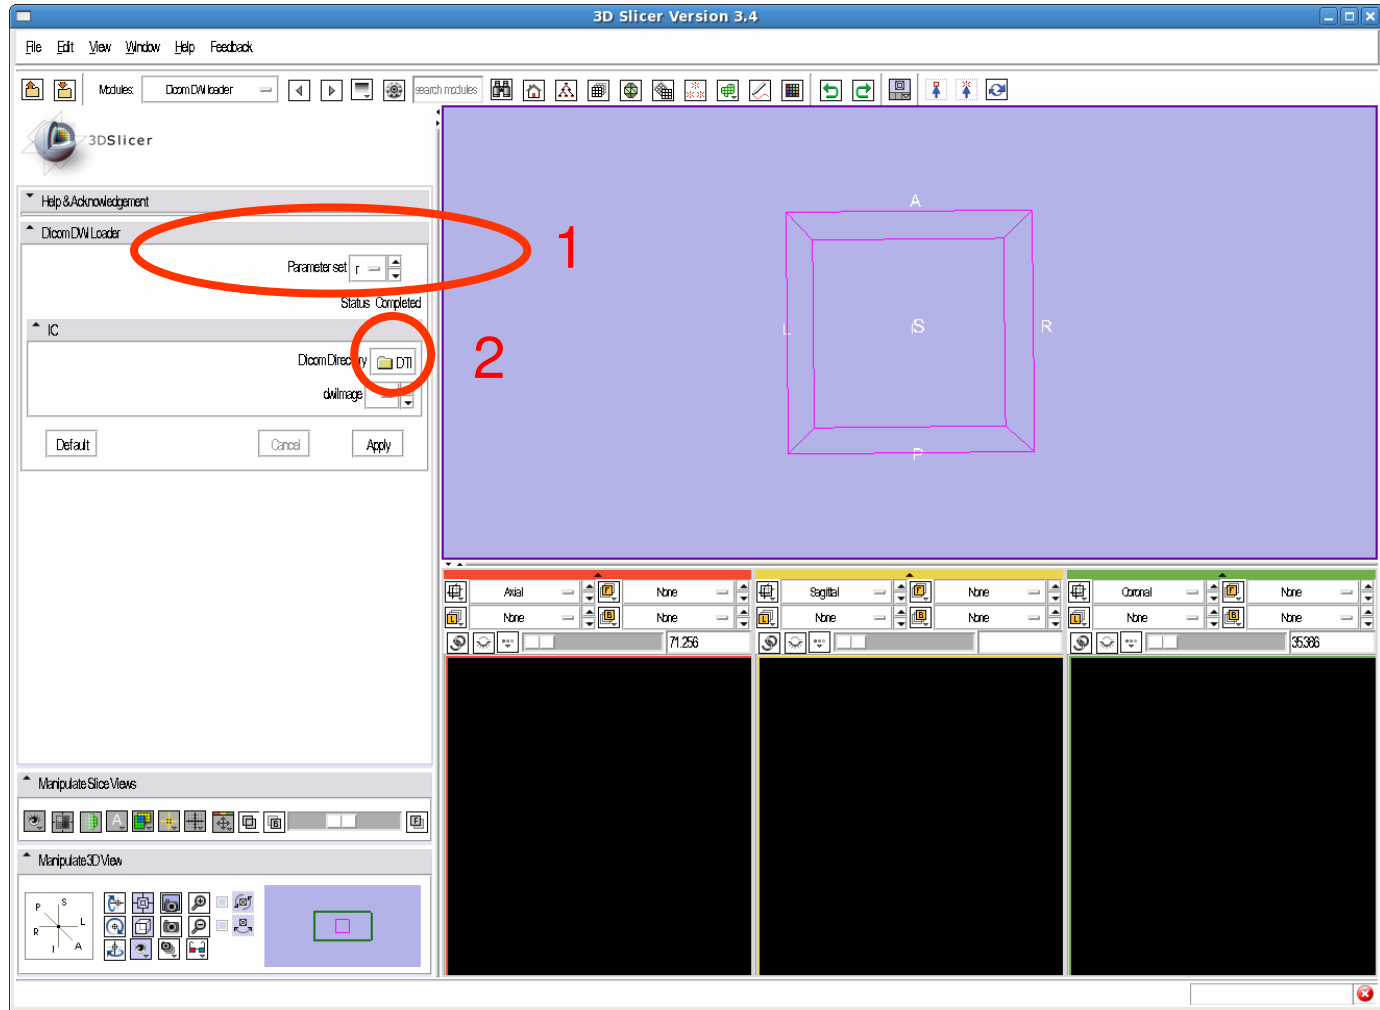 3D Slicer Version 3.4
File Edit View Window Help Feedback
Modules: Dicom DWI loader search modules
3DSlicer
Help & Acknowledgement
Dicom DWI Loader
Parameter set r
Status Completed
IC
Dicom Directory DTI
dwiImage
Default Cancel Apply
1
2
A
L S R
P
Axial None
None None
71.256
Sagittal None
None None
Coronal None
None None
35.386
Manipulate Slice Views
Manipulate 3D View
P S
R L
I A